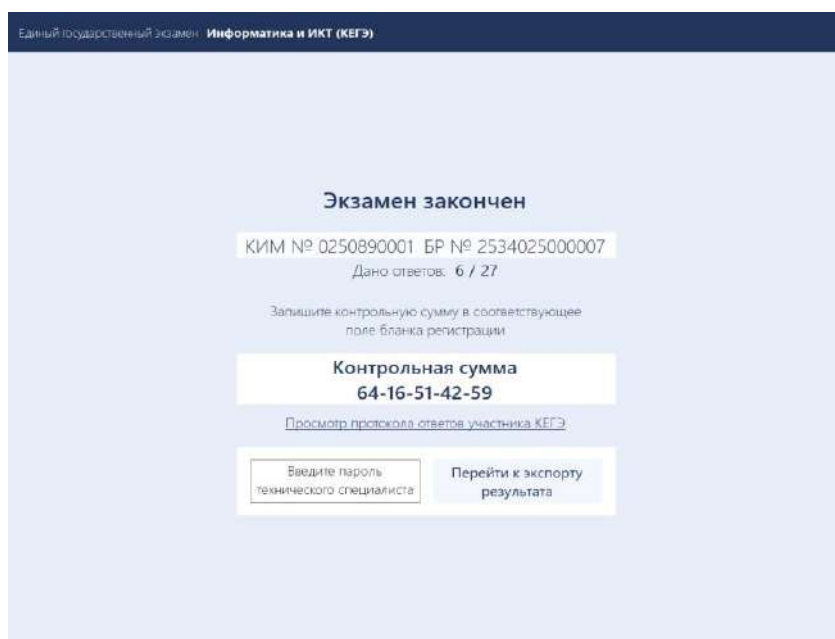 Единый государственный экзамен Информатика и ИКТ (КЕГЭ)
Экзамен закончен
КИМ № 0250890001 БР № 2534025000007
Дано ответов: 6 / 27
Запишите контрольную сумму в соответствующее
поле бланка регистрации
Контрольная сумма
64-16-51-42-59
Просмотр протокола ответов участника КЕГЭ
Введите пароль
технического специалиста
Перейти к экспорту
результата